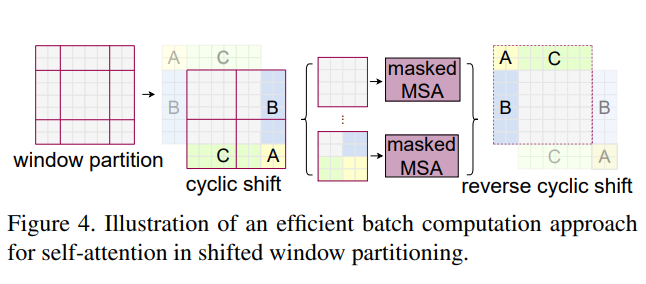 A
C
B
B
C
A
window partition
cyclic shift
masked
MSA
⋮
masked
MSA
A
C
B
B
C
A
reverse cyclic shift
Figure 4. Illustration of an efficient batch computation approach
for self-attention in shifted window partitioning.